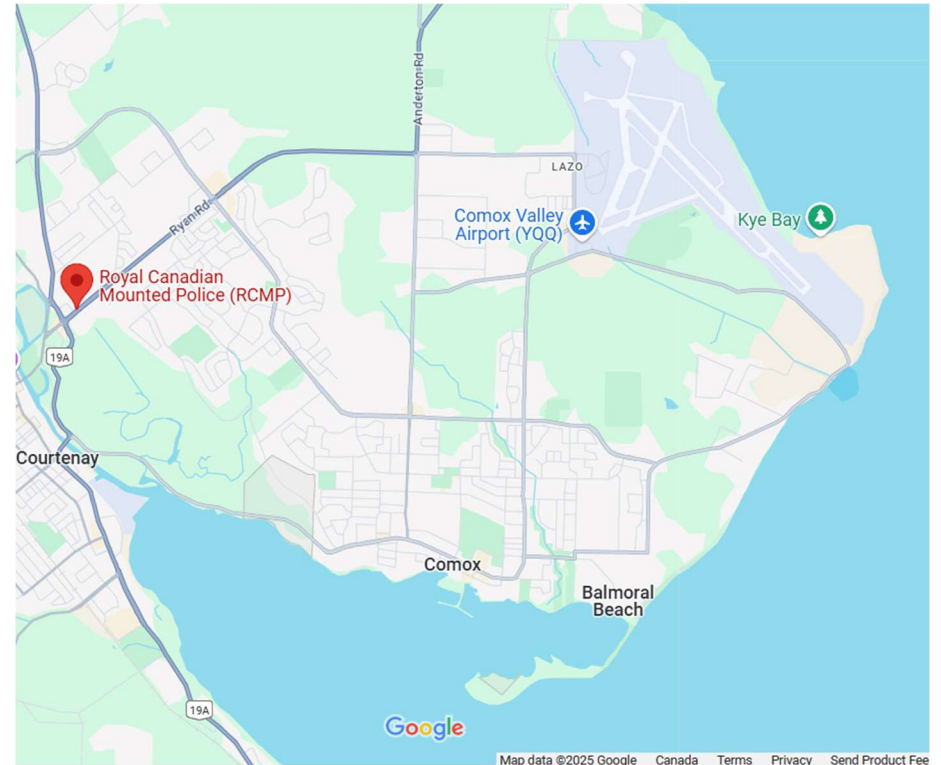 Anderton Rd
LAZO
Ryan Rd
Comox Valley
Airport (YQQ)
Kye Bay
Royal Canadian
Mounted Police (RCMP)
19A
Courtenay
Comox
Balmoral
Beach
19A
Google
Map data ©2025 Google Canada Terms Privacy Send Product Fee